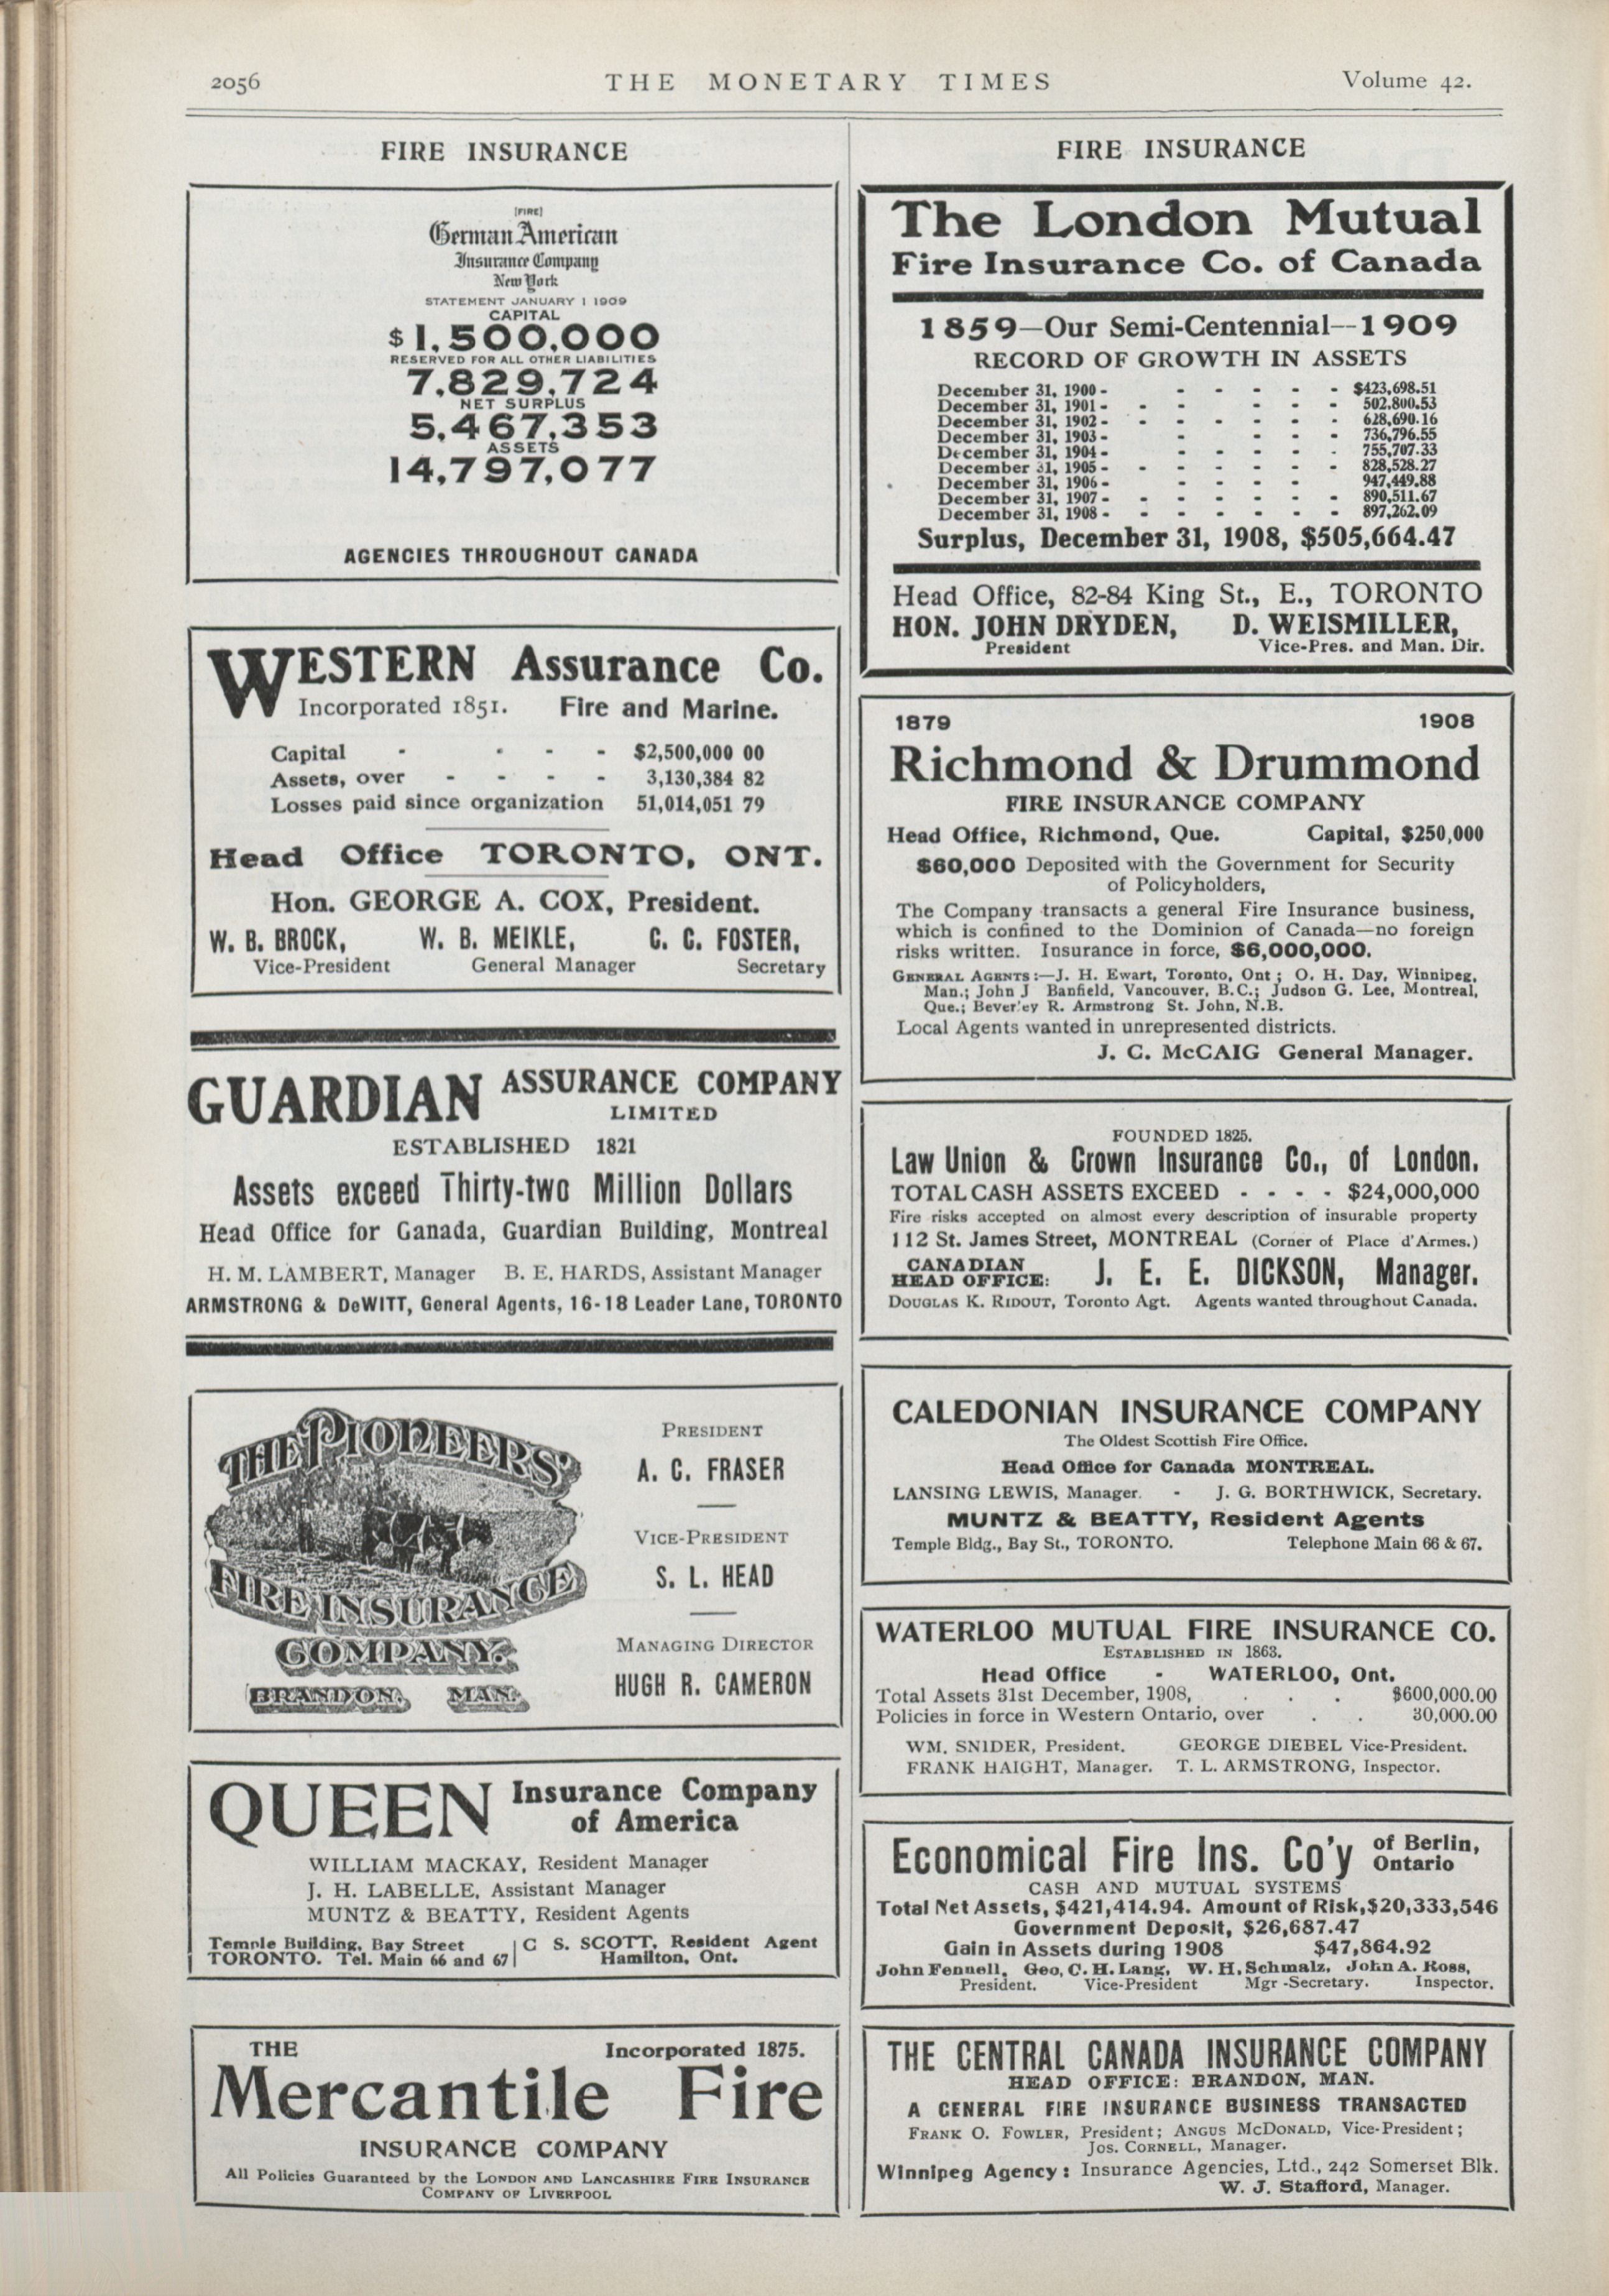 2056
THE MONETARY TIMES
Volume 42.
FIRE INSURANCE
[FIRE]
German American
Insurance Company
New York
STATEMENT JANUARY 1 1909
CAPITAL
$1,500,000
RESERVED FOR ALL OTHER LIABILITIES
7,829,724
NET SURPLUS
5,467,353
ASSETS
14,797,077
AGENCIES THROUGHOUT CANADA
WESTERN Assurance Co.
Incorporated 1851. Fire and Marine.
Capital - - - - $2,500,000 00
Assets, over - - - - 3,130,384 82
Losses paid since organization 51,014,051 79
Head Office TORONTO, ONT.
Hon. GEORGE A. COX, President.
W. B. BROCK, W. B. MEIKLE, C. C. FOSTER,
Vice-President General Manager Secretary
GUARDIAN ASSURANCE COMPANY
LIMITED
ESTABLISHED 1821
Assets exceed Thirty-two Million Dollars
Head Office for Canada, Guardian Building, Montreal
H. M. LAMBERT, Manager B. E. HARDS, Assistant Manager
ARMSTRONG & DeWITT, General Agents, 16-18 Leader Lane, TORONTO
THE PIONEERS'
FIRE INSURANCE
COMPANY.
BRANDON, MAN.
PRESIDENT
A. C. FRASER
VICE-PRESIDENT
S. L. HEAD
MANAGING DIRECTOR
HUGH R. CAMERON
QUEEN Insurance Company
of America
WILLIAM MACKAY, Resident Manager
J. H. LABELLE, Assistant Manager
MUNTZ & BEATTY, Resident Agents
Temple Building, Bay Street
TORONTO. Tel. Main 66 and 67
C S. SCOTT, Resident Agent
Hamilton, Ont.
THE Incorporated 1875.
Mercantile Fire
INSURANCE COMPANY
All Policies Guaranteed by the LONDON AND LANCASHIRE FIRE INSURANCE
COMPANY OF LIVERPOOL
FIRE INSURANCE
The London Mutual
Fire Insurance Co. of Canada
1859—Our Semi-Centennial--1909
RECORD OF GROWTH IN ASSETS
December 31, 1900 - - - - - - $423,698.51
December 31, 1901 - - - - - - 502,800.53
December 31, 1902 - - - - - - - 628,690.16
December 31, 1903 - - - - - 736,796.55
December 31, 1904 - - - - - - 755,707.33
December 31, 1905 - - - - - - - 828,528.27
December 31, 1906 - - - - - 947,449.88
December 31, 1907 - - - - - - - 890,511.67
December 31, 1908 - - - - - - - 897,262.09
Surplus, December 31, 1908, $505,664.47
Head Office, 82-84 King St., E., TORONTO
HON. JOHN DRYDEN, D. WEISMILLER,
President Vice-Pres. and Man. Dir.
1879 1908
Richmond & Drummond
FIRE INSURANCE COMPANY
Head Office, Richmond, Que. Capital, $250,000
$60,000 Deposited with the Government for Security
of Policyholders,
The Company transacts a general Fire Insurance business,
which is confined to the Dominion of Canada—no foreign
risks written. Insurance in force, $6,000,000.
GENERAL AGENTS:—J. H. Ewart, Toronto, Ont ; O. H. Day, Winnipeg,
Man.; John J Banfield, Vancouver, B.C.; Judson G. Lee, Montreal,
Que.; Beverley R. Armstrong St. John, N.B.
Local Agents wanted in unrepresented districts.
J. C. McCAIG General Manager.
FOUNDED 1825.
Law Union & Crown Insurance Co., of London.
TOTAL CASH ASSETS EXCEED - - - - $24,000,000
Fire risks accepted on almost every description of insurable property
112 St. James Street, MONTREAL (Corner of Place d'Armes.)
CANADIAN
HEAD OFFICE: J. E. E. DICKSON, Manager.
DOUGLAS K. RIDOUT, Toronto Agt. Agents wanted throughout Canada.
CALEDONIAN INSURANCE COMPANY
The Oldest Scottish Fire Office.
Head Office for Canada MONTREAL.
LANSING LEWIS, Manager. - J. G. BORTHWICK, Secretary.
MUNTZ & BEATTY, Resident Agents
Temple Bldg., Bay St., TORONTO. Telephone Main 66 & 67.
WATERLOO MUTUAL FIRE INSURANCE CO.
ESTABLISHED IN 1863.
Head Office - WATERLOO, Ont.
Total Assets 31st December, 1908, . . . $600,000.00
Policies in force in Western Ontario, over . . 30,000.00
WM. SNIDER, President. GEORGE DIEBEL Vice-President.
FRANK HAIGHT, Manager. T. L. ARMSTRONG, Inspector.
Economical Fire Ins. Co'y of Berlin,
Ontario
CASH AND MUTUAL SYSTEMS
Total Net Assets, $421,414.94. Amount of Risk,$20,333,546
Government Deposit, $26,687.47
Gain in Assets during 1908 $47,864.92
John Fennell, Geo, C. H. Lang, W. H. Schmalz, John A. Ross,
President. Vice-President Mgr -Secretary. Inspector.
THE CENTRAL CANADA INSURANCE COMPANY
HEAD OFFICE: BRANDON, MAN.
A GENERAL FIRE INSURANCE BUSINESS TRANSACTED
FRANK O. FOWLER, President; ANGUS McDONALD, Vice-President;
JOS. CORNELL, Manager.
Winnipeg Agency: Insurance Agencies, Ltd., 242 Somerset Blk.
W. J. Stafford, Manager.